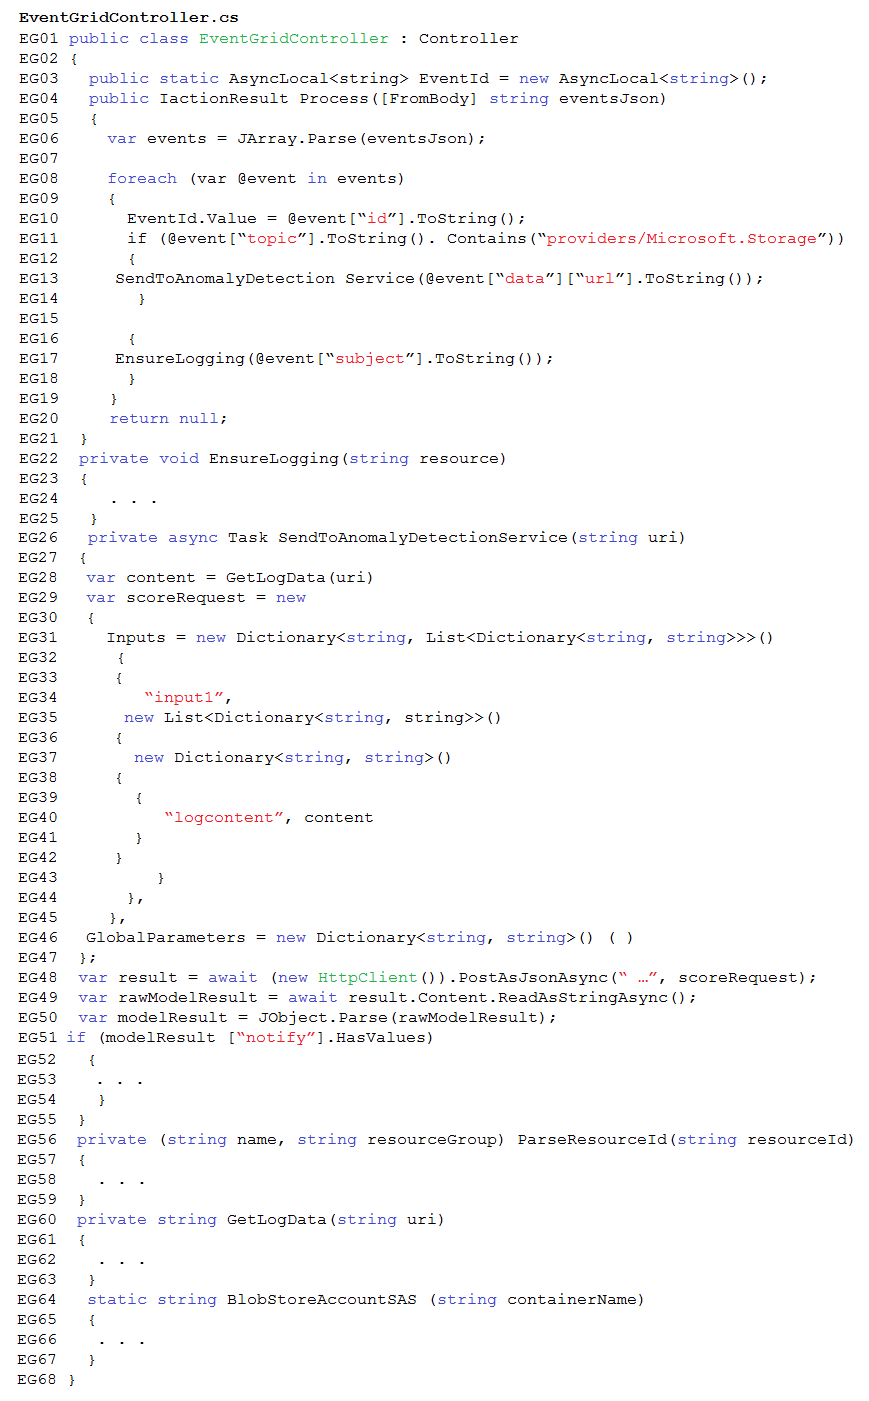 EventGridController.cs
EG01 public class EventGridController : Controller
EG02 {
EG03 public static AsyncLocal<string> EventId = new AsyncLocal<string>();
EG04 public IactionResult Process([FromBody] string eventsJson)
EG05 {
EG06 var events = JArray.Parse(eventsJson);
EG07
EG08 foreach (var @event in events)
EG09 {
EG10 EventId.Value = @event[“id”].ToString();
EG11 if (@event[“topic”].ToString(). Contains(“providers/Microsoft.Storage”))
EG12 {
EG13 SendToAnomalyDetection Service(@event[“data”][“url”].ToString());
EG14 }
EG15
EG16 {
EG17 EnsureLogging(@event[“subject”].ToString());
EG18 }
EG19 }
EG20 return null;
EG21 }
EG22 private void EnsureLogging(string resource)
EG23 {
EG24 . . .
EG25 }
EG26 private async Task SendToAnomalyDetectionService(string uri)
EG27 {
EG28 var content = GetLogData(uri)
EG29 var scoreRequest = new
EG30 {
EG31 Inputs = new Dictionary<string, List<Dictionary<string, string>>>()
EG32 {
EG33 {
EG34 “input1”,
EG35 new List<Dictionary<string, string>>()
EG36 {
EG37 new Dictionary<string, string>()
EG38 {
EG39 {
EG40 “logcontent”, content
EG41 }
EG42 }
EG43 }
EG44 },
EG45 },
EG46 GlobalParameters = new Dictionary<string, string>() ( )
EG47 };
EG48 var result = await (new HttpClient()).PostAsJsonAsync(“ …”, scoreRequest);
EG49 var rawModelResult = await result.Content.ReadAsStringAsync();
EG50 var modelResult = JObject.Parse(rawModelResult);
EG51 if (modelResult [“notify”].HasValues)
EG52 {
EG53 . . .
EG54 }
EG55 }
EG56 private (string name, string resourceGroup) ParseResourceId(string resourceId)
EG57 {
EG58 . . .
EG59 }
EG60 private string GetLogData(string uri)
EG61 {
EG62 . . .
EG63 }
EG64 static string BlobStoreAccountSAS (string containerName)
EG65 {
EG66 . . .
EG67 }
EG68 }